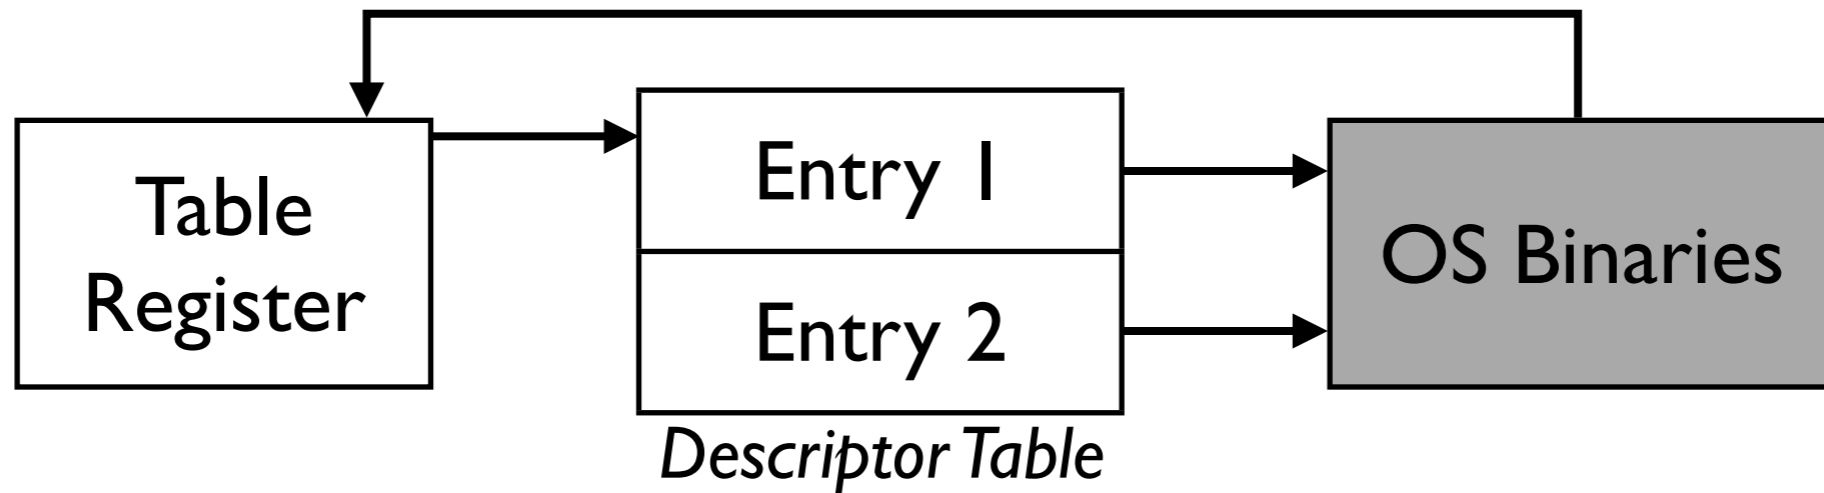 Table
Register
Entry 1
Entry 2
Descriptor Table
OS Binaries